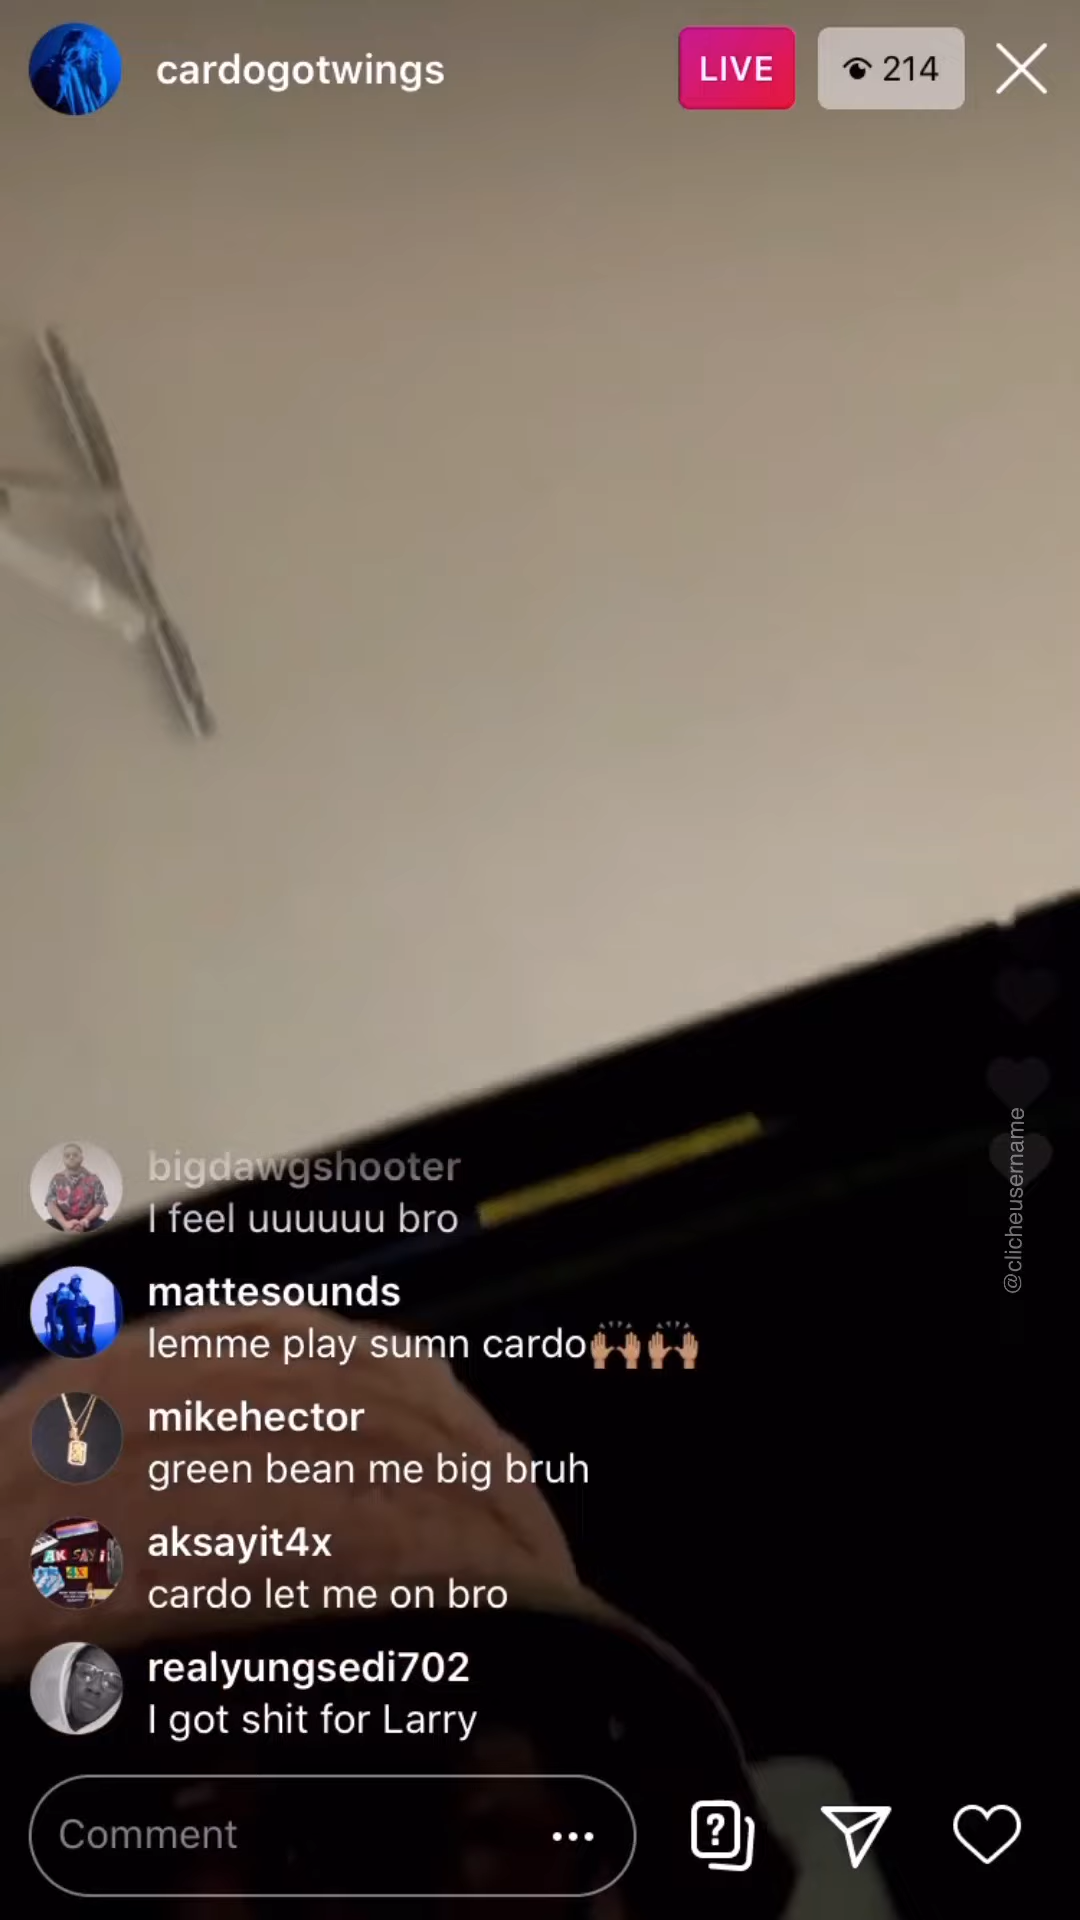 cardogotwings
LIVE
214
bigdawgshooter
I feel uuuuuu bro
mattesounds
lemme play sumn cardo🙌🏼🙌🏼
mikehector
green bean me big bruh
aksayit4x
cardo let me on bro
realyungsedi702
I got shit for Larry
Comment
@clicheusername